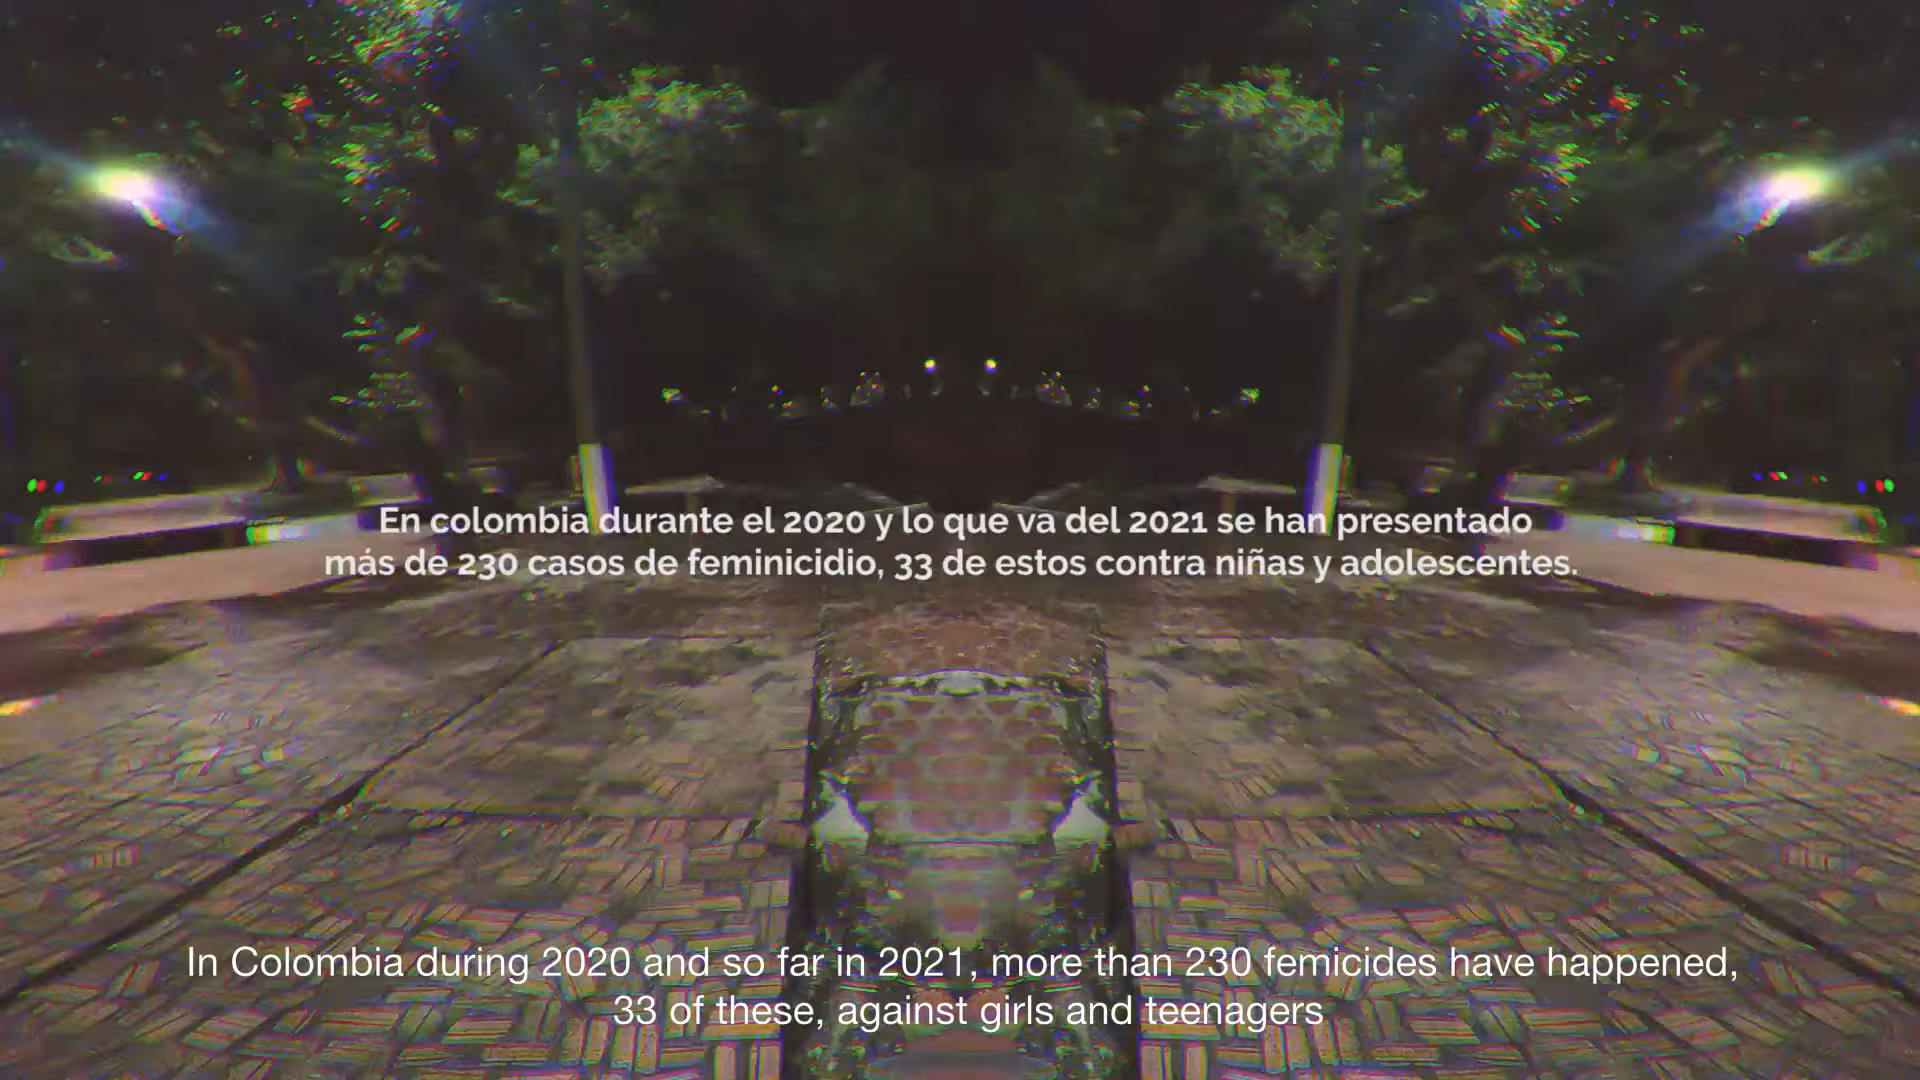 En colombia durante el 2020 y lo que va del 2021 se han presentado
más de 230 casos de feminicidio, 33 de estos contra niñas y adolescentes.
In Colombia during 2020 and so far in 2021, more than 230 femicides have happened,
33 of these, against girls and teenagers